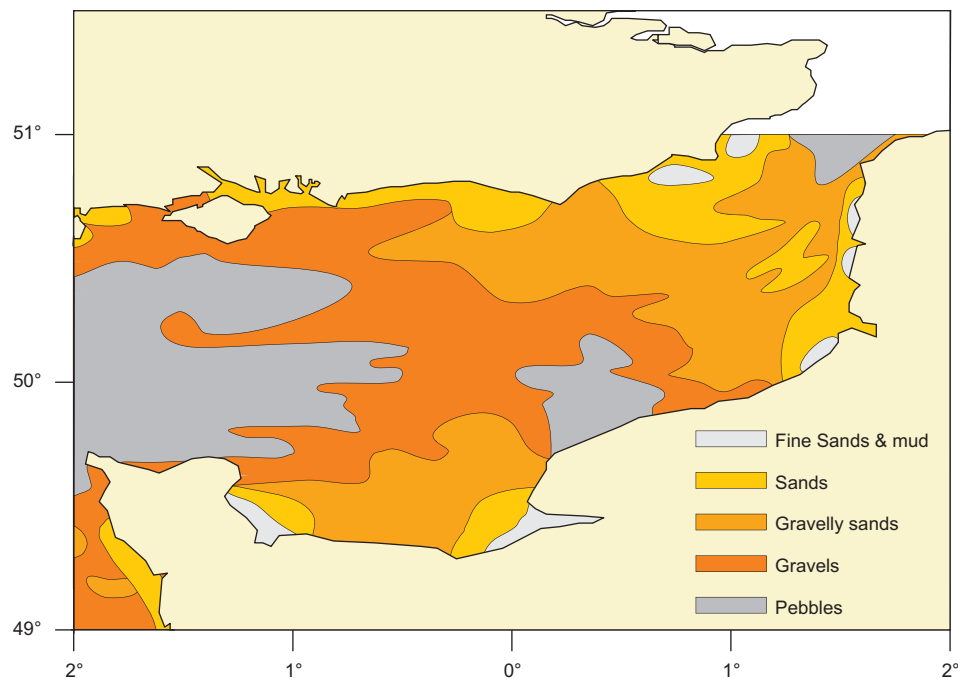 51°
50°
Fine Sands & mud
Sands
Gravelly sands
Gravels
Pebbles
49°
2°
1°
0°
1°
2°